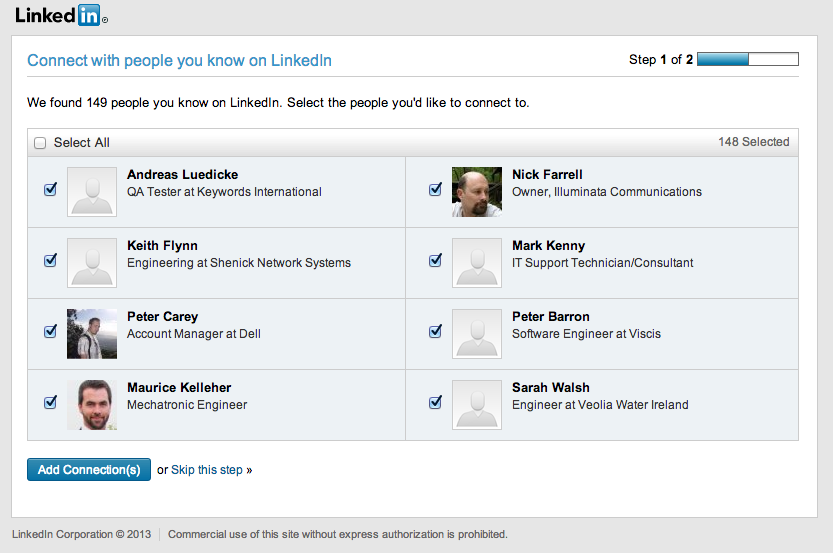 Linked in ®
Connect with people you know on LinkedIn
Step 1 of 2
We found 149 people you know on LinkedIn. Select the people you'd like to connect to.
Select All
148 Selected
Andreas Luedicke
QA Tester at Keywords International
Nick Farrell
Owner, Illuminata Communications
Keith Flynn
Engineering at Shenick Network Systems
Mark Kenny
IT Support Technician/Consultant
Peter Carey
Account Manager at Dell
Peter Barron
Software Engineer at Viscis
Maurice Kelleher
Mechatronic Engineer
Sarah Walsh
Engineer at Veolia Water Ireland
Add Connection(s) or Skip this step »
LinkedIn Corporation © 2013 Commercial use of this site without express authorization is prohibited.